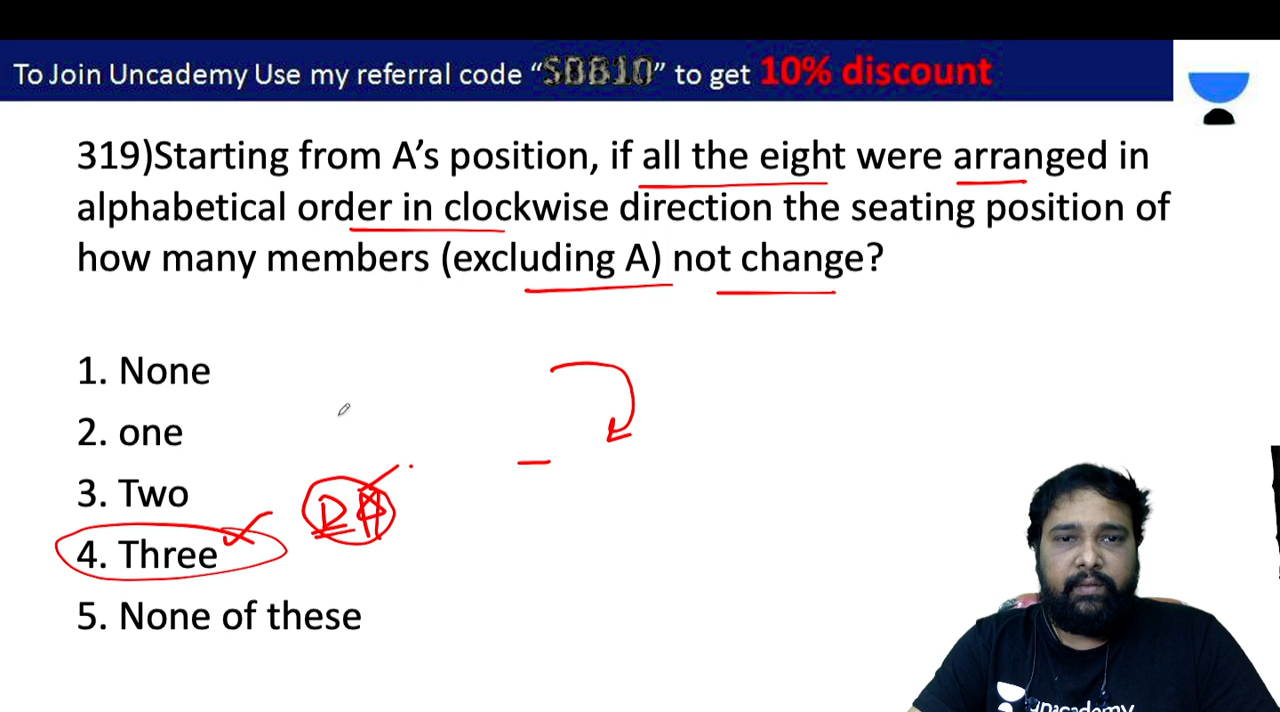 To Join Uncademy Use my referral code “SBB10” to get 10% discount
319)Starting from A’s position, if all the eight were arranged in
alphabetical order in clockwise direction the seating position of
how many members (excluding A) not change?
1. None
2. one
3. Two
4. Three
5. None of these
unacademy